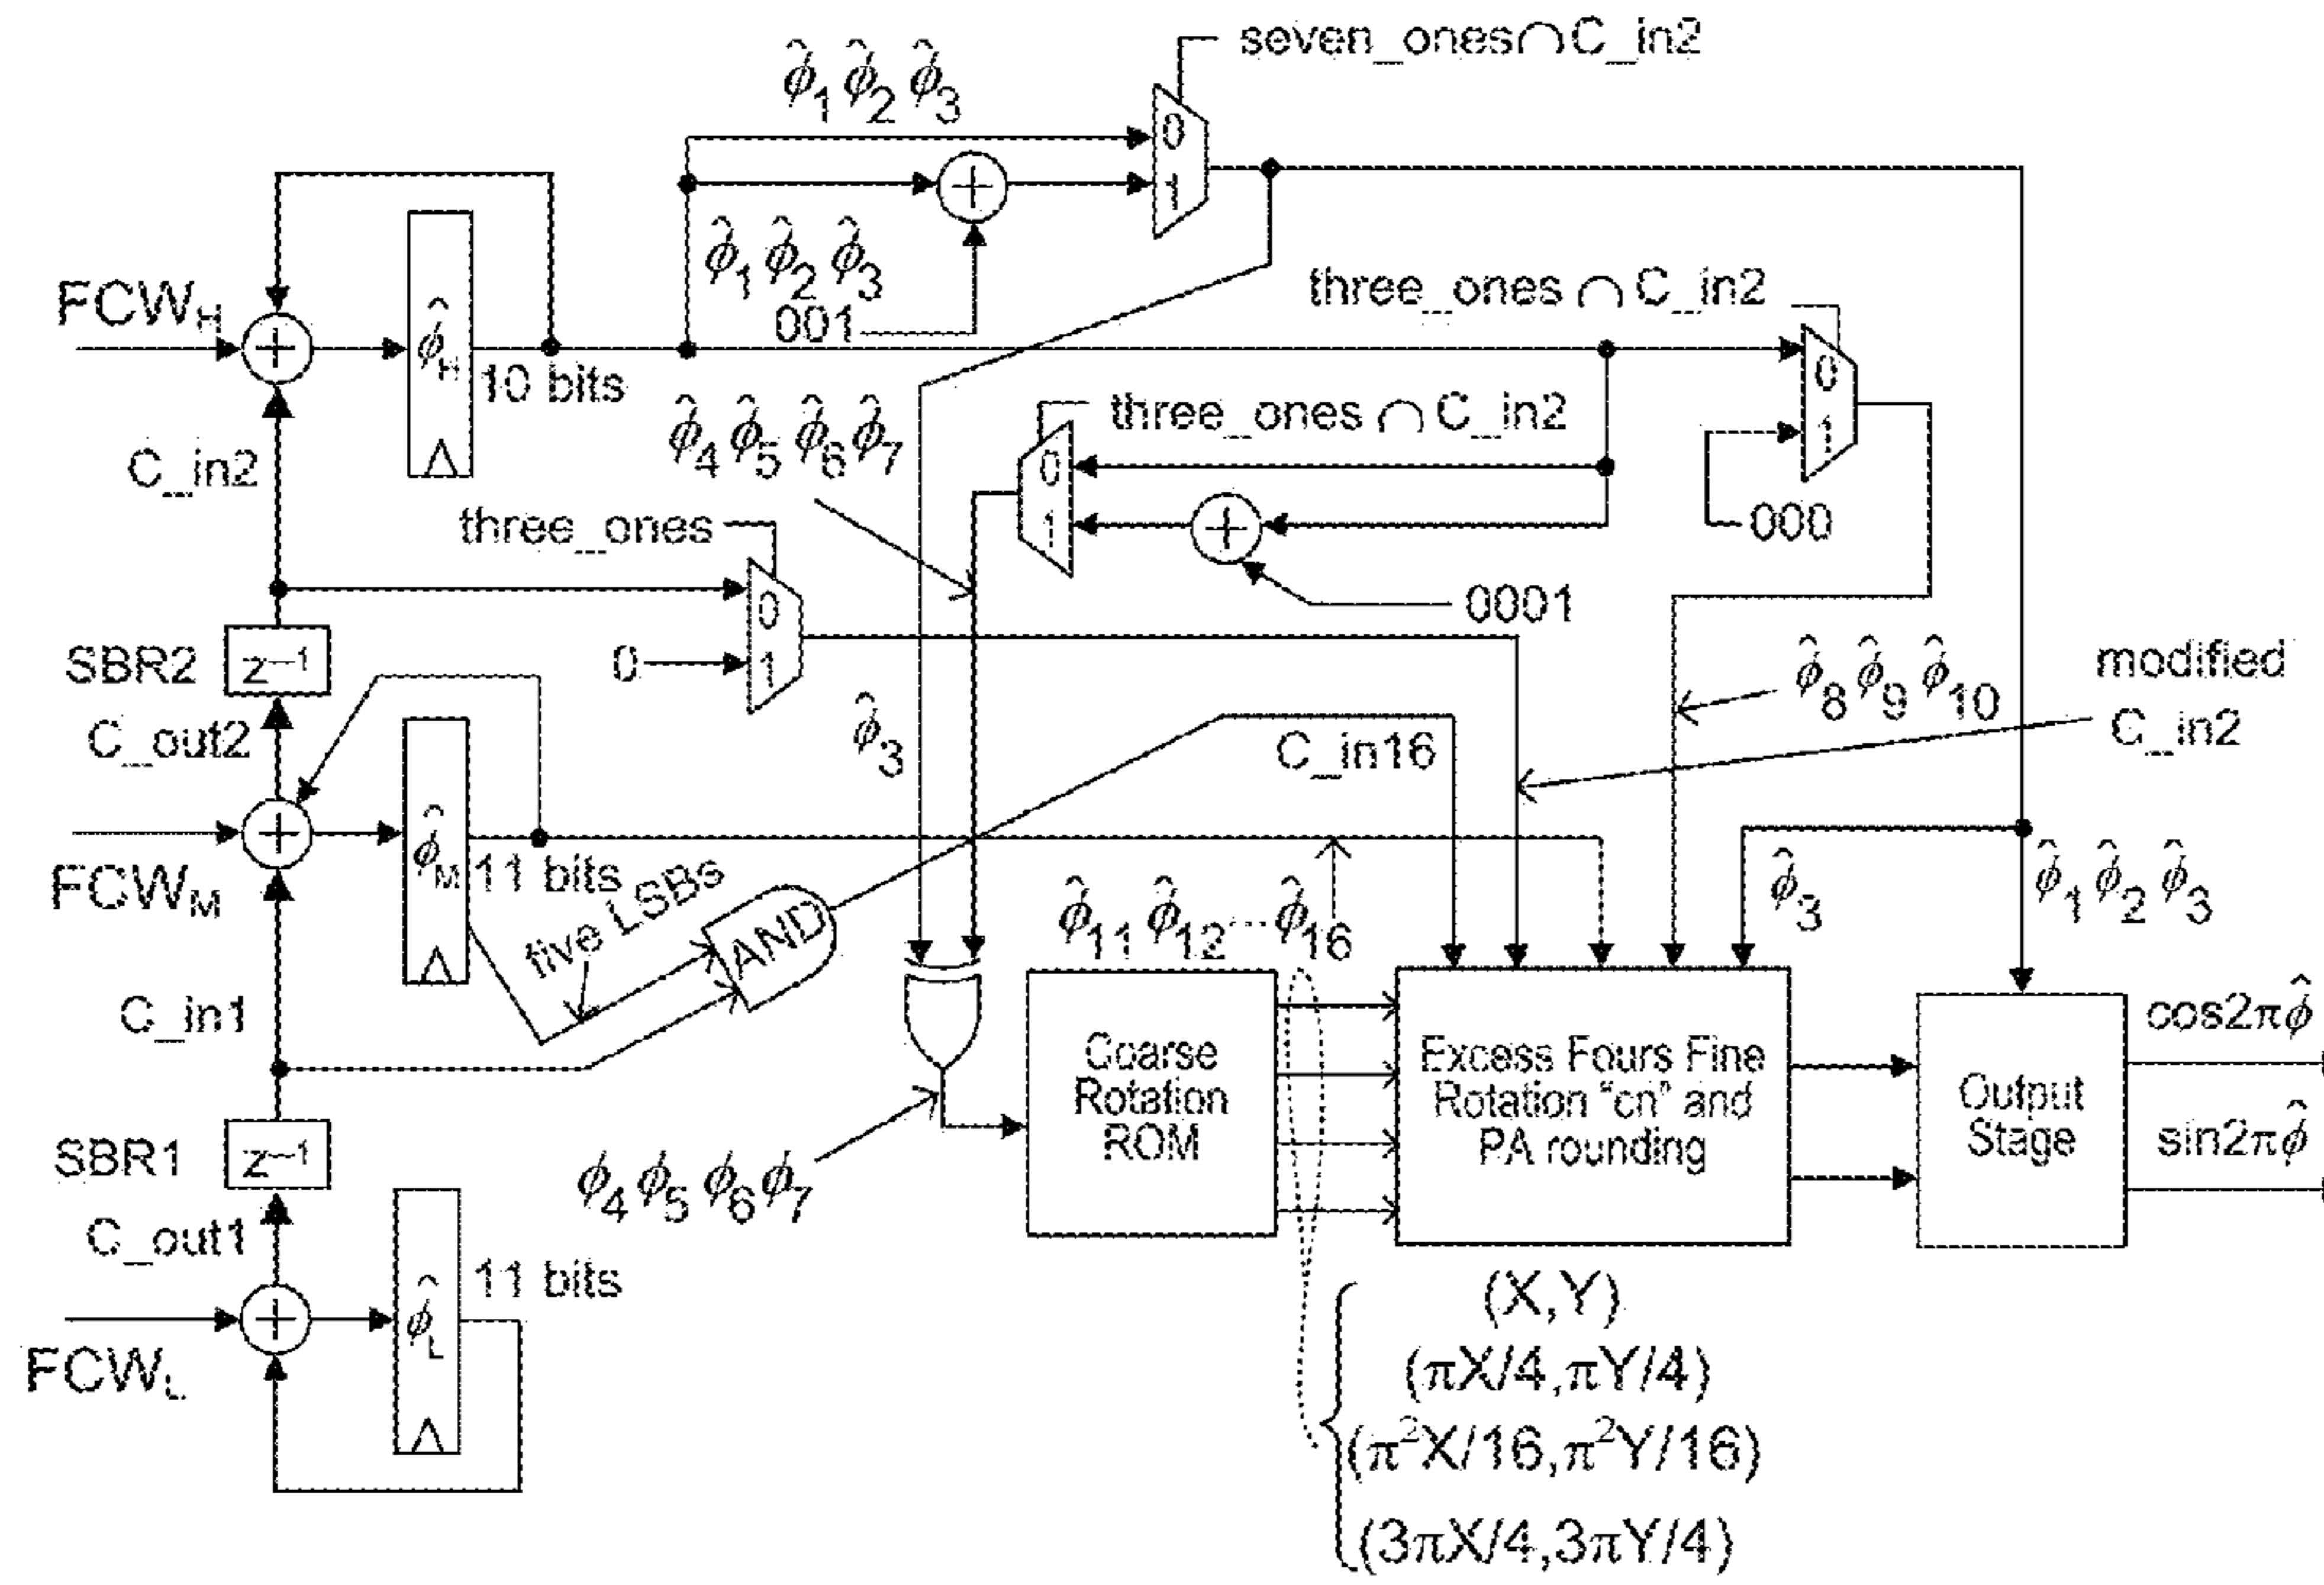 seven_ones∩C_in2
φ̂1 φ̂2 φ̂3
0
1
φ̂1 φ̂2 φ̂3
001
three_ones ∩ C_in2
FCWH
φ̂H
10 bits
0
1
000
C_in2
φ̂4 φ̂5 φ̂6 φ̂7
three_ones ∩ C_in2
0
1
0001
three_ones
0
0
1
SBR2
z–1
C_out2
φ̂3
C_in16
φ̂8 φ̂9 φ̂10
modified
C_in2
FCWM
φ̂M
11 bits
five LSBs
AND
φ̂11 φ̂12 ... φ̂16
φ̂3
φ̂1 φ̂2 φ̂3
C_in1
Coarse
Rotation
ROM
Excess Fours Fine
Rotation "cn" and
PA rounding
Output
Stage
cos2πφ̂
sin2πφ̂
SBR1
z–1
C_out1
ϕ4 ϕ5 ϕ6 ϕ7
FCWL
φ̂L
11 bits
(X,Y)
(πX/4,πY/4)
(π²X/16,π²Y/16)
(3πX/4,3πY/4)